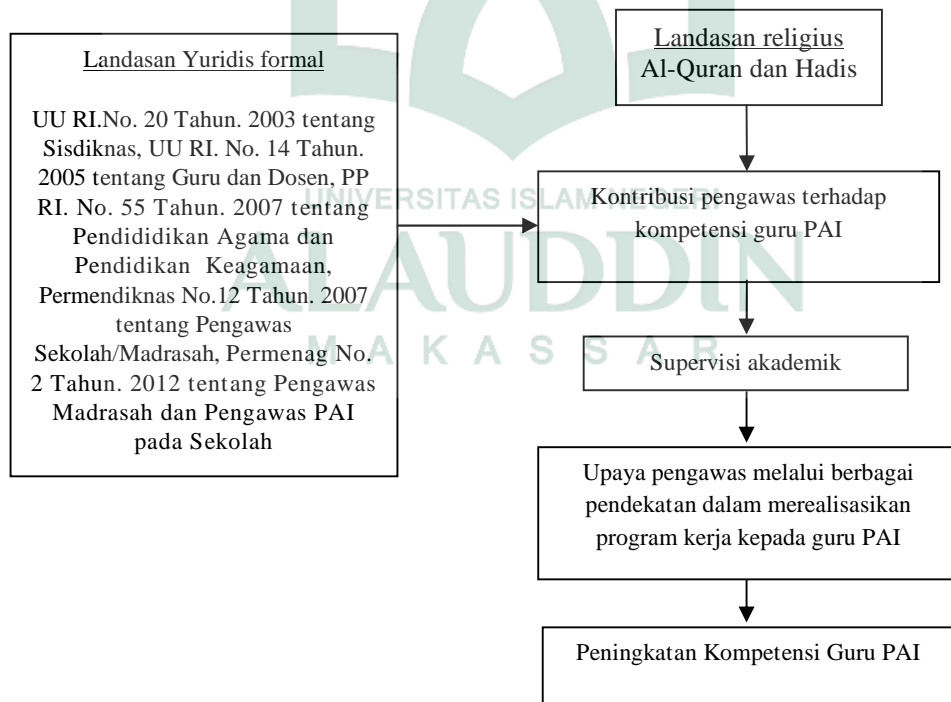 Landasan Yuridis formal
UU RI.No. 20 Tahun. 2003 tentang
Sisdiknas, UU RI. No. 14 Tahun.
2005 tentang Guru dan Dosen, PP
RI. No. 55 Tahun. 2007 tentang
Pendididikan Agama dan
Pendidikan Keagamaan,
Permendiknas No.12 Tahun. 2007
tentang Pengawas
Sekolah/Madrasah, Permenag No.
2 Tahun. 2012 tentang Pengawas
Madrasah dan Pengawas PAI
pada Sekolah
Landasan religius
Al-Quran dan Hadis
Kontribusi pengawas terhadap
kompetensi guru PAI
Supervisi akademik
Upaya pengawas melalui berbagai
pendekatan dalam merealisasikan
program kerja kepada guru PAI
Peningkatan Kompetensi Guru PAI
UNIVERSITAS ISLAM NEGERI
ALAUDDIN
MAKASSAR